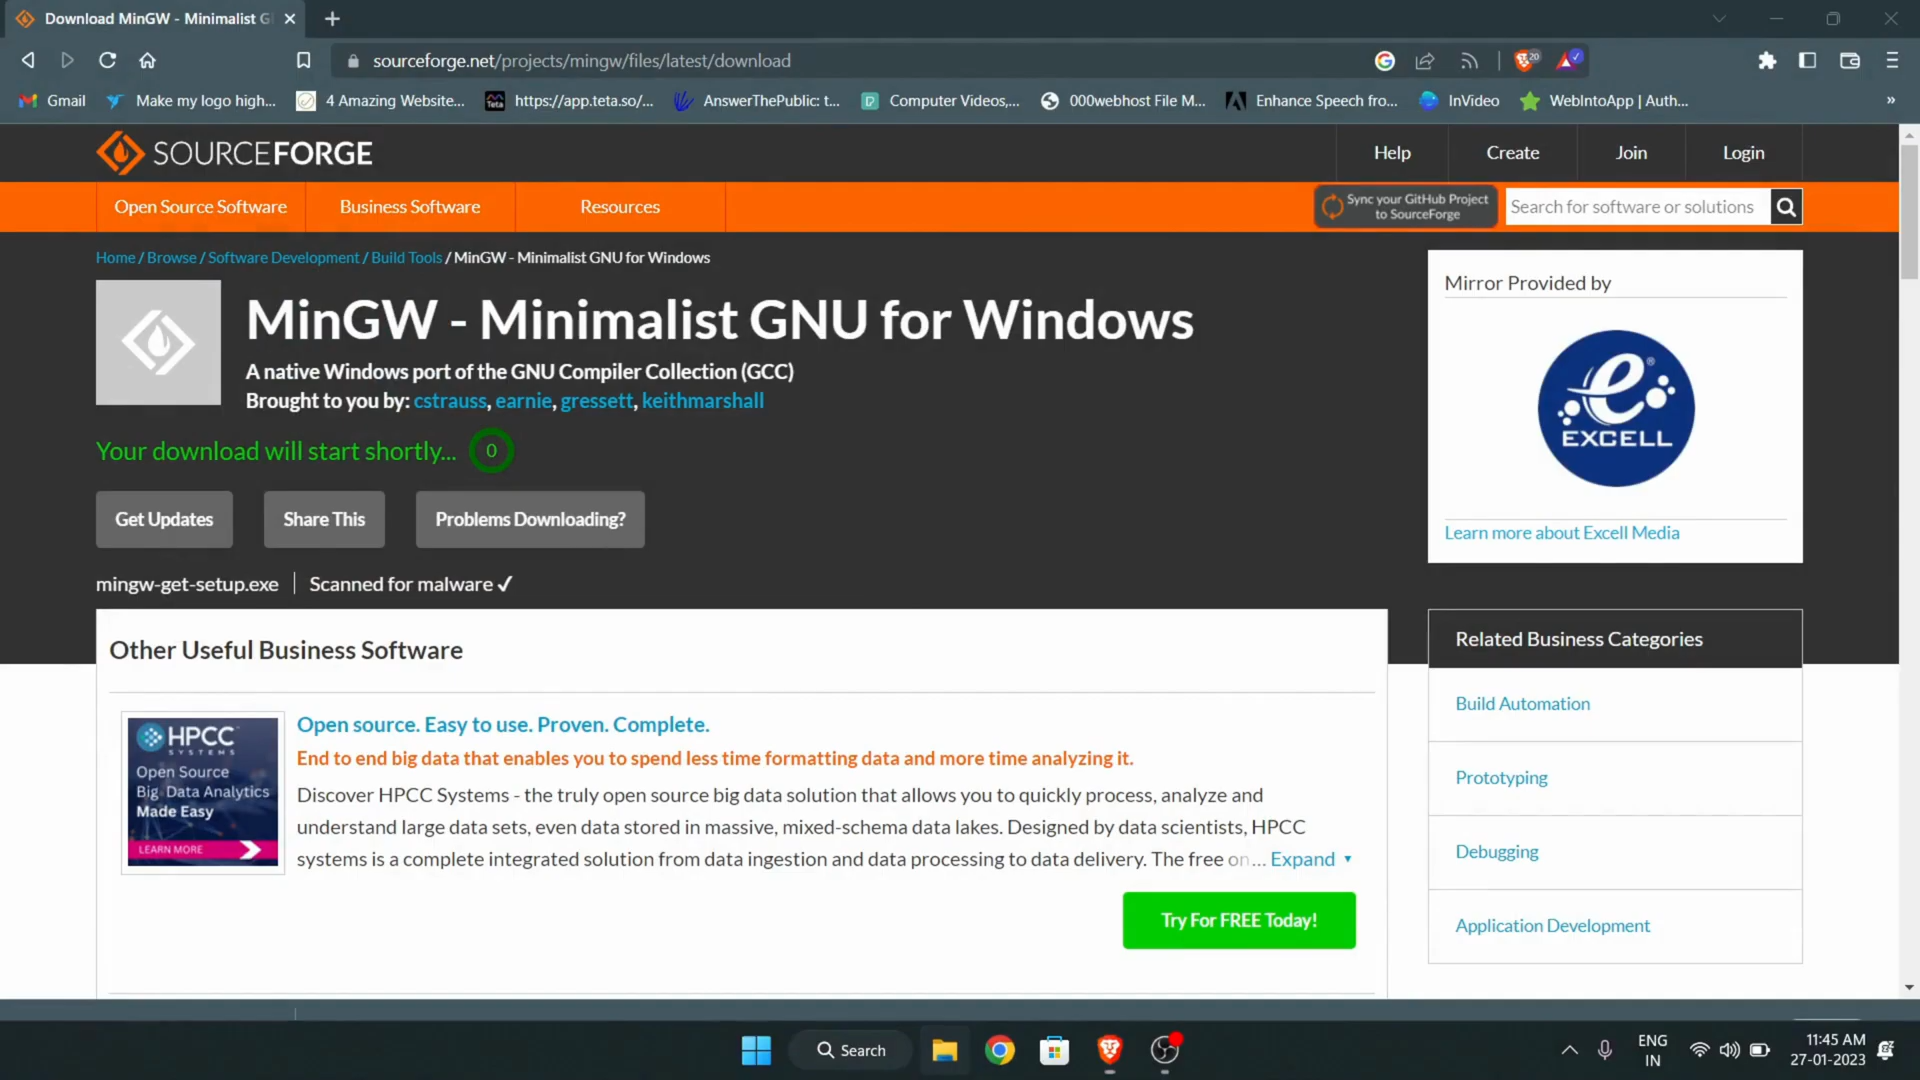 Download MinGW - Minimalist G
sourceforge.net/projects/mingw/files/latest/download
20
Gmail
Make my logo high...
4 Amazing Website...
Teta
https://app.teta.so/...
AnswerThePublic: t...
Computer Videos,...
000webhost File M...
Enhance Speech fro...
InVideo
WebIntoApp | Auth...
»
SOURCEFORGE
Help
Create
Join
Login
Open Source Software
Business Software
Resources
Sync your GitHub Project
to SourceForge
Search for software or solutions
Home / Browse / Software Development / Build Tools / MinGW - Minimalist GNU for Windows
MinGW - Minimalist GNU for Windows
A native Windows port of the GNU Compiler Collection (GCC)
Brought to you by: cstrauss, earnie, gressett, keithmarshall
Your download will start shortly... 0
Get Updates
Share This
Problems Downloading?
mingw-get-setup.exe | Scanned for malware ✓
Mirror Provided by
e
EXCELL
®
Learn more about Excell Media
Other Useful Business Software
HPCC
SYSTEMS
Open Source
Big Data Analytics
Made Easy
LEARN MORE
Open source. Easy to use. Proven. Complete.
End to end big data that enables you to spend less time formatting data and more time analyzing it.
Discover HPCC Systems - the truly open source big data solution that allows you to quickly process, analyze and
understand large data sets, even data stored in massive, mixed-schema data lakes. Designed by data scientists, HPCC
systems is a complete integrated solution from data ingestion and data processing to data delivery. The free on... Expand
Try For FREE Today!
Related Business Categories
Build Automation
Prototyping
Debugging
Application Development
Search
ENG
IN
11:45 AM
27-01-2023